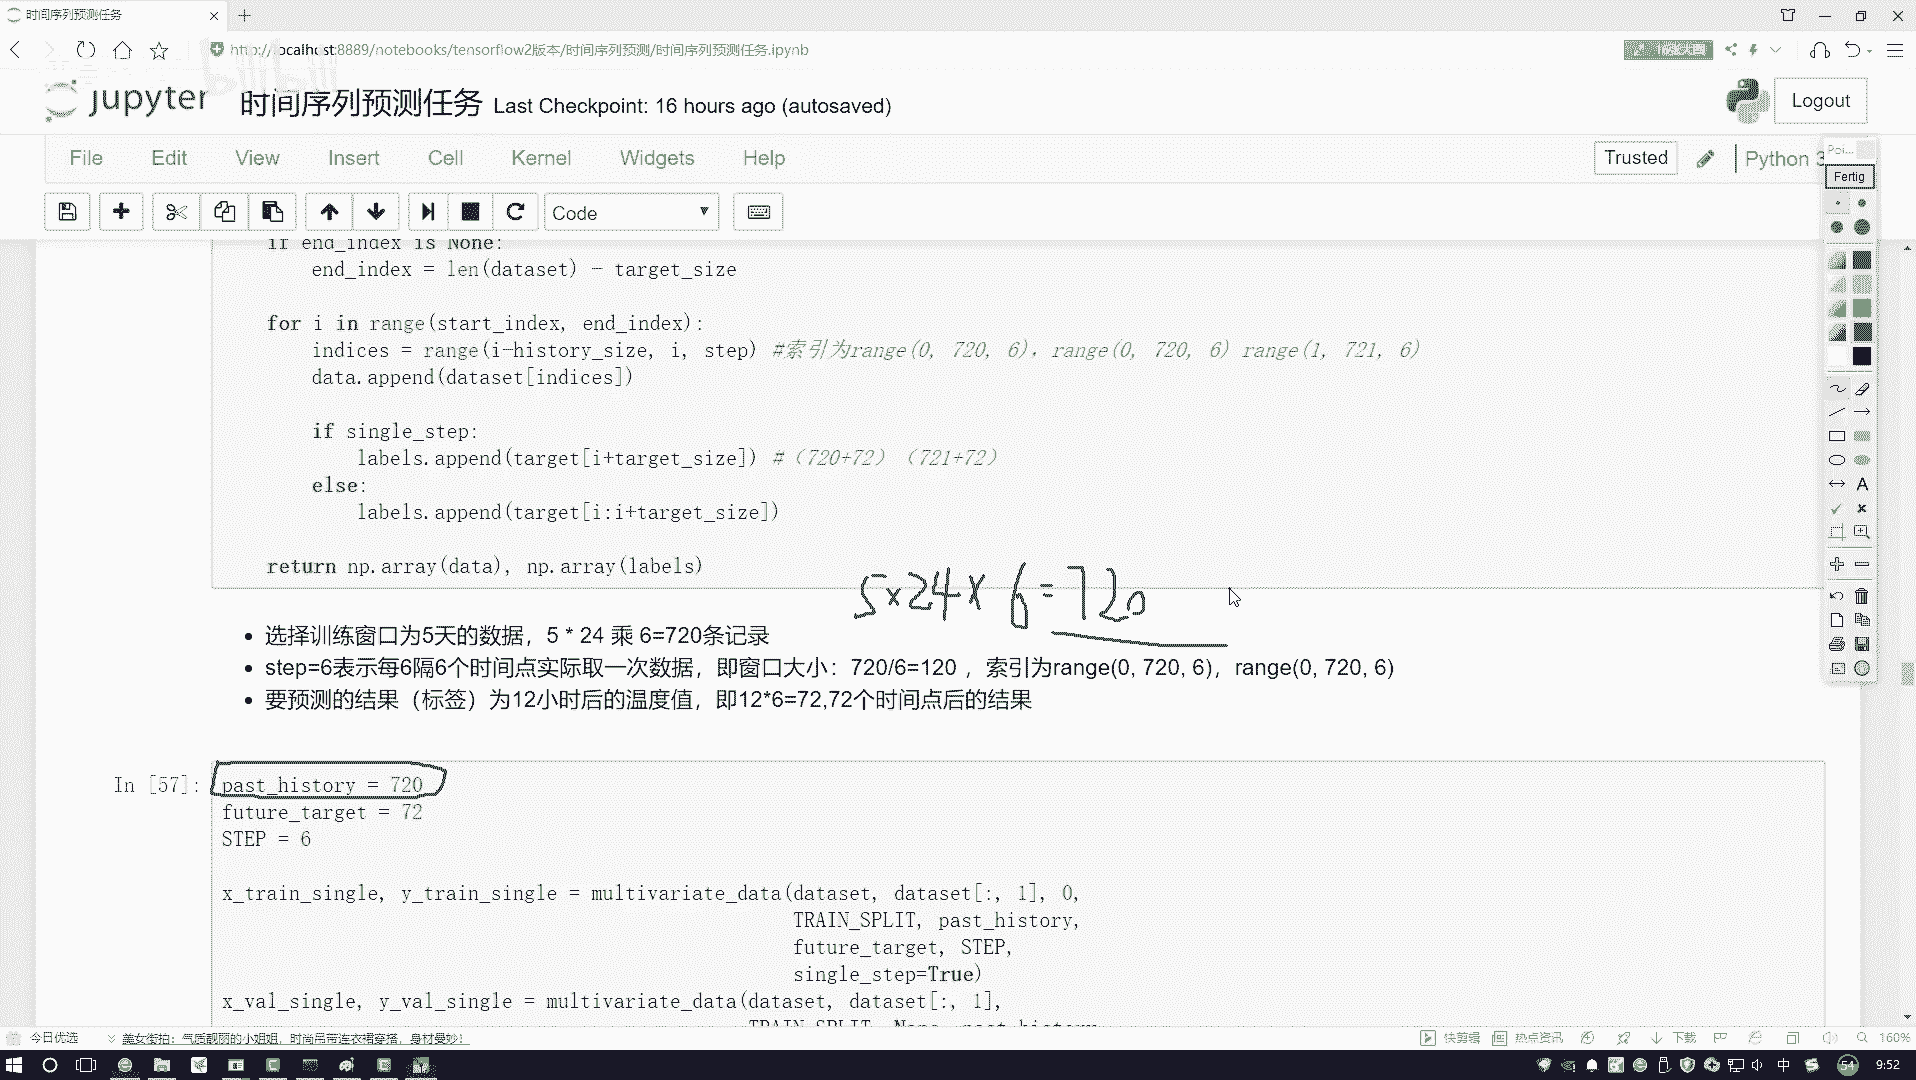 时间序列预测任务
http://localhost:8889/notebooks/tensorflow2版本/时间序列预测/时间序列预测任务.ipynb
jupyter 时间序列预测任务 Last Checkpoint: 16 hours ago (autosaved)
Logout
File Edit View Insert Cell Kernel Widgets Help
Trusted
Python 3
Fertig
Code
if end_index is None:
end_index = len(dataset) - target_size
for i in range(start_index, end_index):
indices = range(i-history_size, i, step) #索引为range(0, 720, 6), range(0, 720, 6) range(1, 721, 6)
data.append(dataset[indices])
if single_step:
labels.append(target[i+target_size]) #（720+72）（721+72）
else:
labels.append(target[i:i+target_size])
return np.array(data), np.array(labels)
5×24×6=720
• 选择训练窗口为5天的数据，5 * 24 乘 6=720条记录
• step=6表示每6隔6个时间点实际取一次数据，即窗口大小：720/6=120 ，索引为range(0, 720, 6)，range(0, 720, 6)
• 要预测的结果（标签）为12小时后的温度值，即12*6=72,72个时间点后的结果
In [57]:
past_history = 720
future_target = 72
STEP = 6
x_train_single, y_train_single = multivariate_data(dataset, dataset[:, 1], 0,
TRAIN_SPLIT, past_history,
future_target, STEP,
single_step=True)
x_val_single, y_val_single = multivariate_data(dataset, dataset[:, 1],
TRAIN_SPLIT, None, past_history,
今日优选
美女街拍：气质靓丽的小姐姐，时尚吊带连衣裙穿搭，身材曼妙！
快剪辑 热点资讯 下载 160%
中 54 9:52